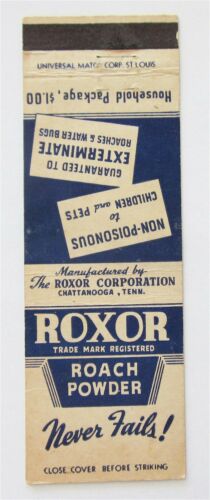 UNIVERSAL MATCH CORP. ST. LOUIS
Household Package, $1.00
GUARANTEED TO
EXTERMINATE
ROACHES & WATER BUGS
NON-POISONOUS
to
CHILDREN and PETS
Manufactured by
The ROXOR CORPORATION
CHATTANOOGA, TENN.
ROXOR
TRADE MARK REGISTERED
ROACH
POWDER
Never Fails!
CLOSE COVER BEFORE STRIKING